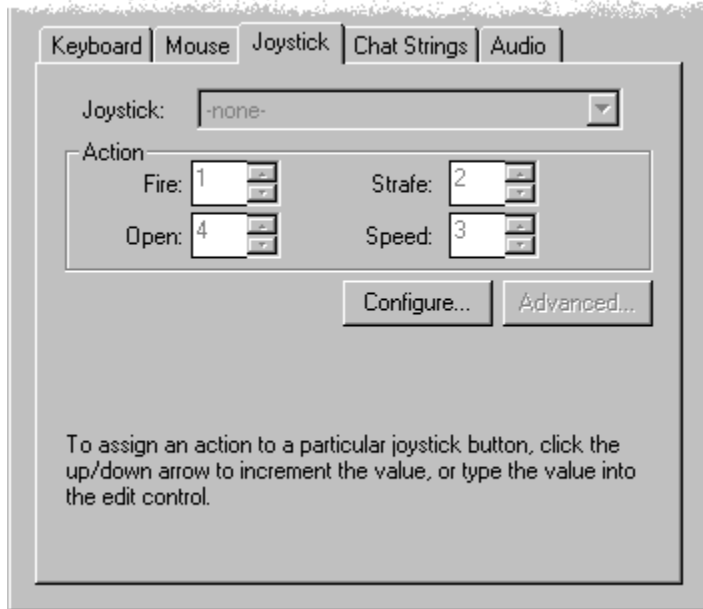 Keyboard Mouse Joystick Chat Strings Audio
Joystick: -none-
Action
Fire: 1 Strafe: 2
Open: 4 Speed: 3
Configure... Advanced...
To assign an action to a particular joystick button, click the
up/down arrow to increment the value, or type the value into
the edit control.